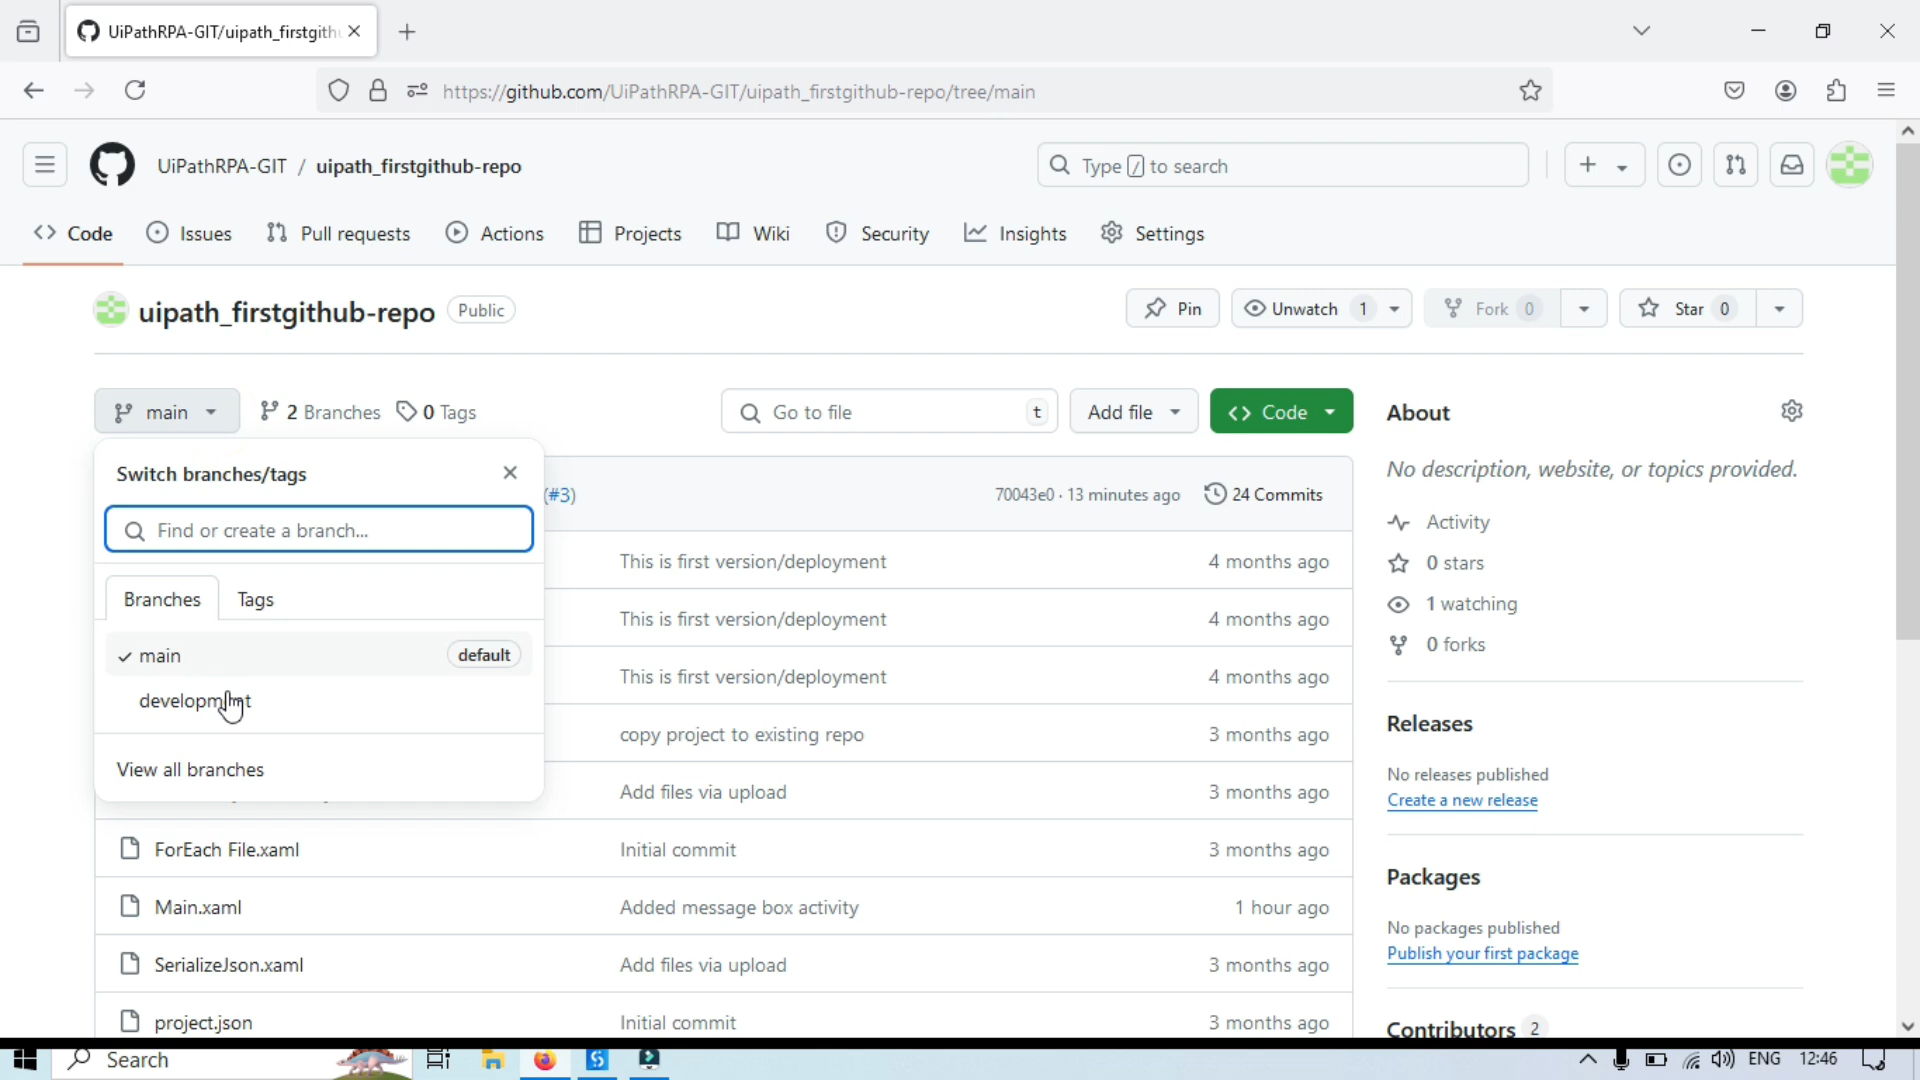 UiPathRPA-GIT/uipath_firstgith
https://github.com/UiPathRPA-GIT/uipath_firstgithub-repo/tree/main
UiPathRPA-GIT / uipath_firstgithub-repo
Type / to search
Code
Issues
Pull requests
Actions
Projects
Wiki
Security
Insights
Settings
uipath_firstgithub-repo Public
Pin
Unwatch 1
Fork 0
Star 0
main
2 Branches
0 Tags
Go to file t
Add file
Code
Switch branches/tags
Find or create a branch...
Branches
Tags
main default
View all branches
(#3) 70043e0 · 13 minutes ago 24 Commits
This is first version/deployment 4 months ago
This is first version/deployment 4 months ago
This is first version/deployment 4 months ago
copy project to existing repo 3 months ago
Add files via upload 3 months ago
ForEach File.xaml Initial commit 3 months ago
Main.xaml Added message box activity 1 hour ago
SerializeJson.xaml Add files via upload 3 months ago
project.json Initial commit 3 months ago
About
No description, website, or topics provided.
Activity
0 stars
1 watching
0 forks
Releases
No releases published
Create a new release
Packages
No packages published
Publish your first package
Contributors 2
Search
ENG 12:46